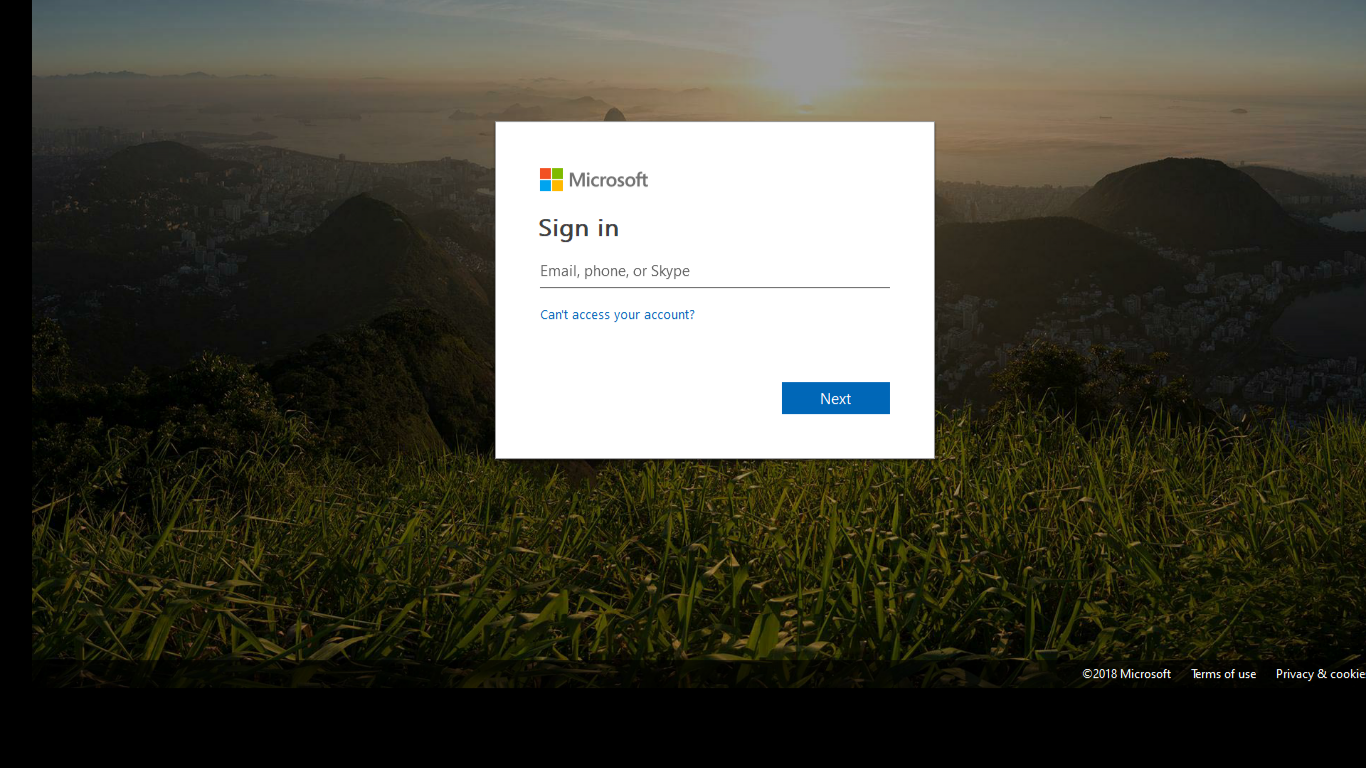 Microsoft
Sign in
Email, phone, or Skype
Can't access your account?
Next
©2018 Microsoft Terms of use Privacy & cookie